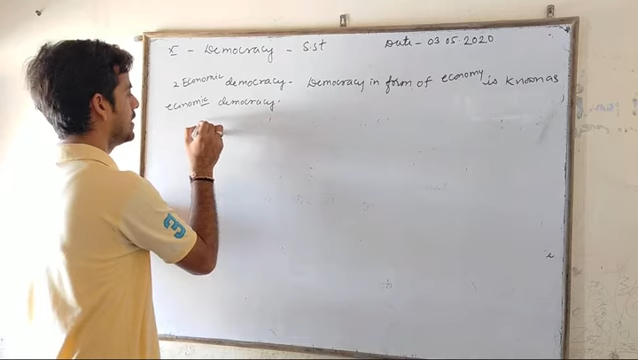 X - Democracy - S.St Date - 03.05.2020
2 Economic democracy - Democracy in form of economy is known as
economic democracy.
3